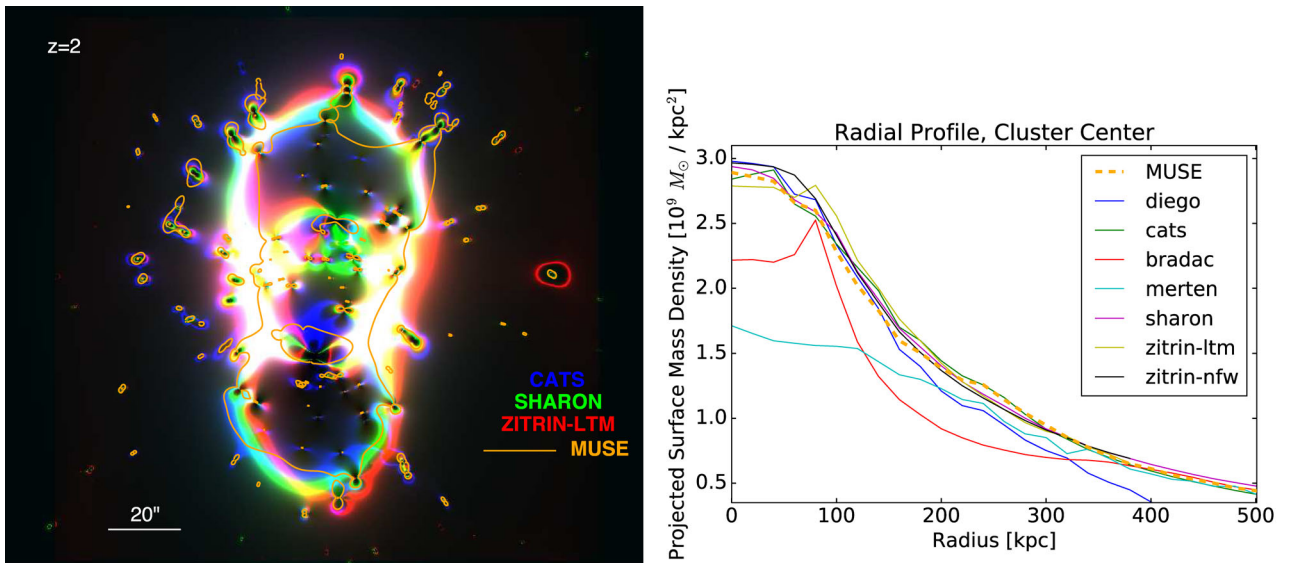 z=2
CATS
SHARON
ZITRIN-LTM
MUSE
20"
Radial Profile, Cluster Center
Projected Surface Mass Density [10⁹ M⊙ / kpc²]
3.0
2.5
2.0
1.5
1.0
0.5
MUSE
diego
cats
bradac
merten
sharon
zitrin-ltm
zitrin-nfw
0
100
200
300
400
500
Radius [kpc]